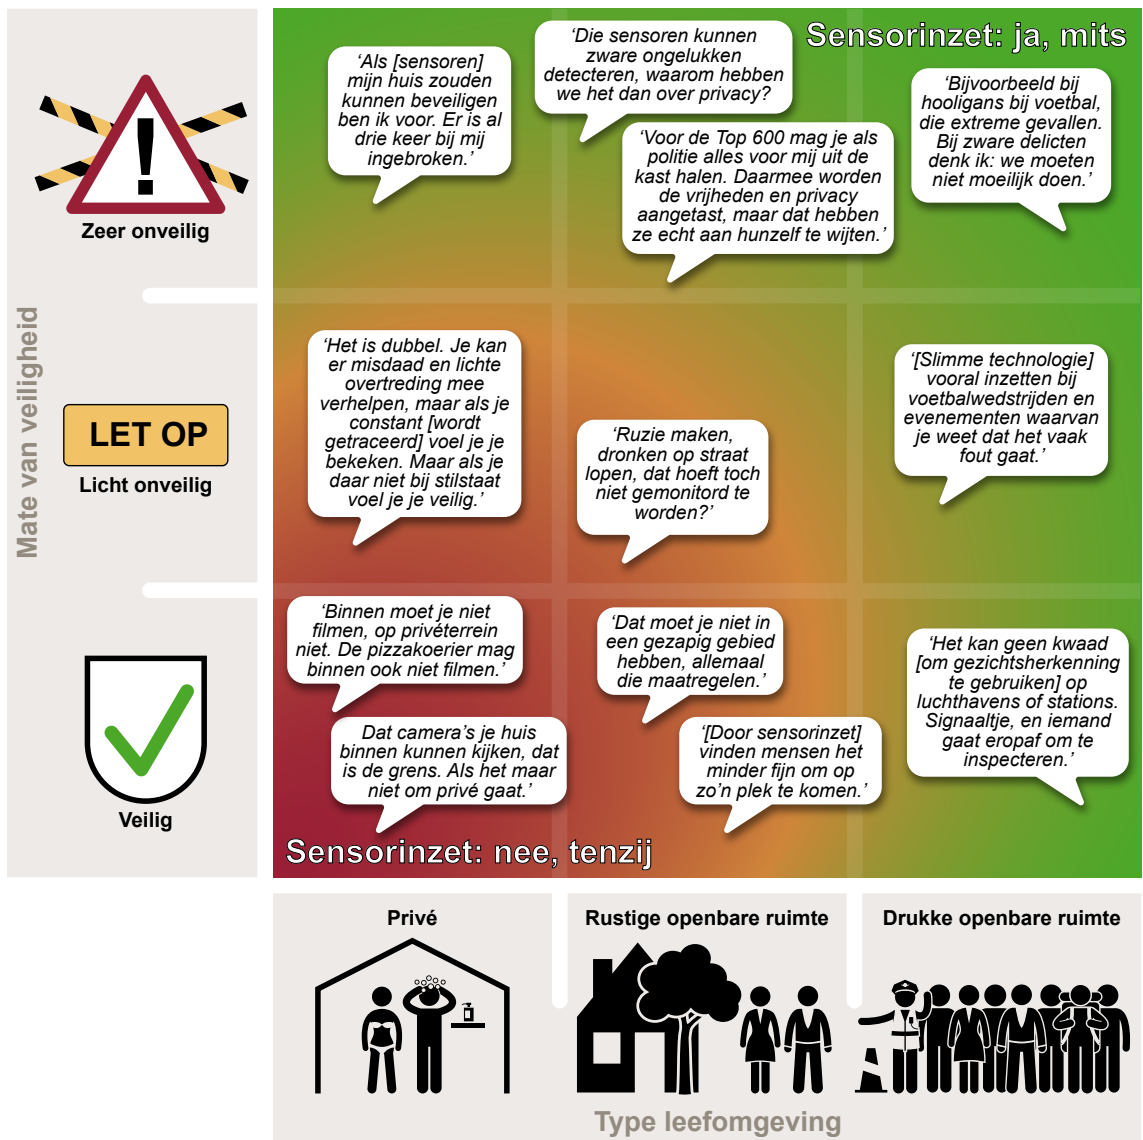 Sensorinzet: ja, mits
‘Als [sensoren]
mijn huis zouden
kunnen beveiligen
ben ik voor. Er is al
drie keer bij mij
ingebroken.’
‘Die sensoren kunnen
zware ongelukken
detecteren, waarom hebben
we het dan over privacy?
‘Voor de Top 600 mag je als
politie alles voor mij uit de
kast halen. Daarmee worden
de vrijheden en privacy
aangetast, maar dat hebben
ze echt aan hunzelf te wijten.’
‘Bijvoorbeeld bij
hooligans bij voetbal,
die extreme gevallen.
Bij zware delicten
denk ik: we moeten
niet moeilijk doen.’
!
Zeer onveilig
Mate van veiligheid
LET OP
Licht onveilig
‘Het is dubbel. Je kan
er misdaad en lichte
overtreding mee
verhelpen, maar als je
constant [wordt
getraceerd] voel je je
bekeken. Maar als je
daar niet bij stilstaat
voel je je veilig.’
‘Ruzie maken,
dronken op straat
lopen, dat hoeft toch
niet gemonitord te
worden?’
‘[Slimme technologie]
vooral inzetten bij
voetbalwedstrijden en
evenementen waarvan
je weet dat het vaak
fout gaat.’
Veilig
‘Binnen moet je niet
filmen, op privéterrein
niet. De pizzakoerier mag
binnen ook niet filmen.’
Dat camera’s je huis
binnen kunnen kijken, dat
is de grens. Als het maar
niet om privé gaat.’
‘Dat moet je niet in
een gezapig gebied
hebben, allemaal
die maatregelen.’
‘[Door sensorinzet]
vinden mensen het
minder fijn om op
zo’n plek te komen.’
‘Het kan geen kwaad
[om gezichtsherkenning
te gebruiken] op
luchthavens of stations.
Signaaltje, en iemand
gaat eropaf om te
inspecteren.’
Sensorinzet: nee, tenzij
Privé
Rustige openbare ruimte
Drukke openbare ruimte
Type leefomgeving